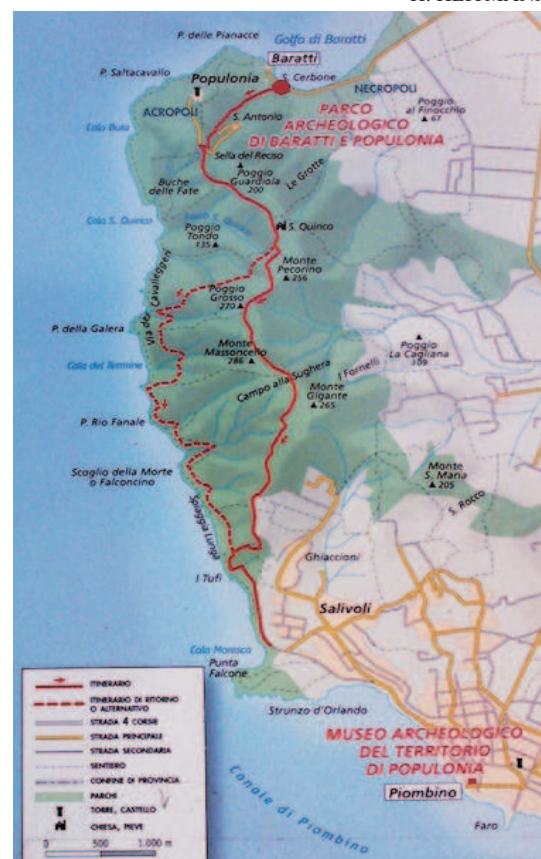 P. delle Pianacce
Golfo di Baratti
Baratti
P. Saltacavallo
Populonia
S. Cerbone
NECROPOLI
ACROPOLI
PARCO
ARCHEOLOGICO
DI BARATTI E POPULONIA
Poggio
al Finocchio
67
S. Antonio
Cala Buia
Sella del Reciso
Poggio
Guardiola
200
Le Grotte
Buche
delle Fate
Cala S. Quirico
S. Quirico
Poggio
Tondo
135
Monte
Pecorino
256
Via dei Cavalleggeri
Poggio
Grosso
270
P. della Galera
Monte
Massoncello
286
Poggio
La Cagliana
109
Cala del Termine
Campo alla Sughera
I Fornelli
Monte
Gigante
265
P. Rio Fanale
Monte
S. Maria
205
Scoglio della Morte
o Falconcino
S. Rocco
Spiaggia Lunga
Ghiaccioni
I Tufi
Salivoli
Cala Moresca
Punta
Falcone
Strunzo d'Orlando
MUSEO ARCHEOLOGICO
DEL TERRITORIO
DI POPULONIA
Piombino
Canale di Piombino
Faro
ITINERARIO
ITINERARIO DI RITORNO
O ALTERNATIVO
STRADA 4 CORSIE
STRADA PRINCIPALE
STRADA SECONDARIA
SENTIERO
CONFINE DI PROVINCIA
PARCHI
TORRE, CASTELLO
CHIESA, PIEVE
0 500 1.000 m